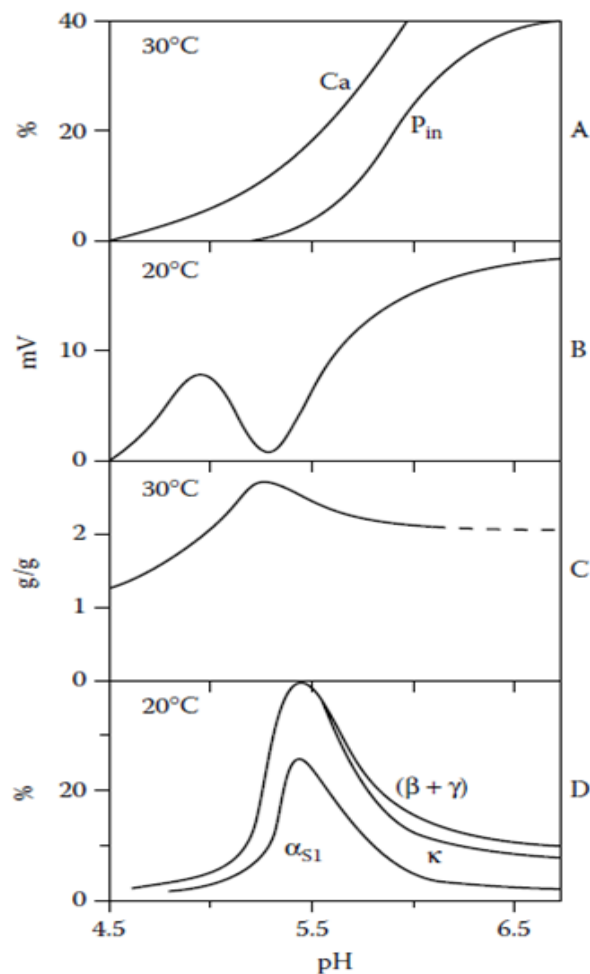 40
30°C
Ca
P_in
20
%
A
0
20°C
10
mV
B
0
30°C
2
g/g
C
1
0
20°C
(β + γ)
20
%
D
α_S1
κ
0
4.5 5.5 6.5
pH